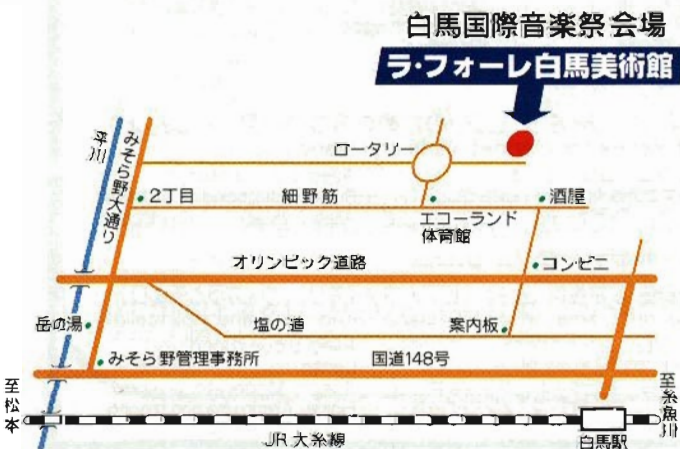 白馬国際音楽祭会場
ラ・フォーレ白馬美術館
平川
みそら野大通り
ロータリー
2丁目
細野筋
酒屋
エコーランド
体育館
オリンピック道路
コンビニ
岳の湯
塩の道
案内板
みそら野管理事務所
国道148号
至松本
至糸魚川
JR大糸線
白馬駅